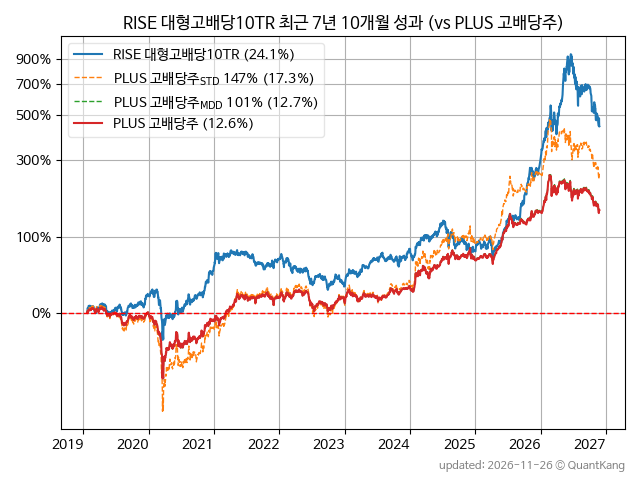 RISE 대형고배당10TR 최근 7년 10개월 성과 (vs PLUS 고배당주)
RISE 대형고배당10TR (24.1%)
PLUS 고배당주STD 147% (17.3%)
PLUS 고배당주MDD 101% (12.7%)
PLUS 고배당주 (12.6%)
900%
700%
500%
300%
100%
0%
2019 2020 2021 2022 2023 2024 2025 2026 2027
updated: 2026-11-26 © QuantKang